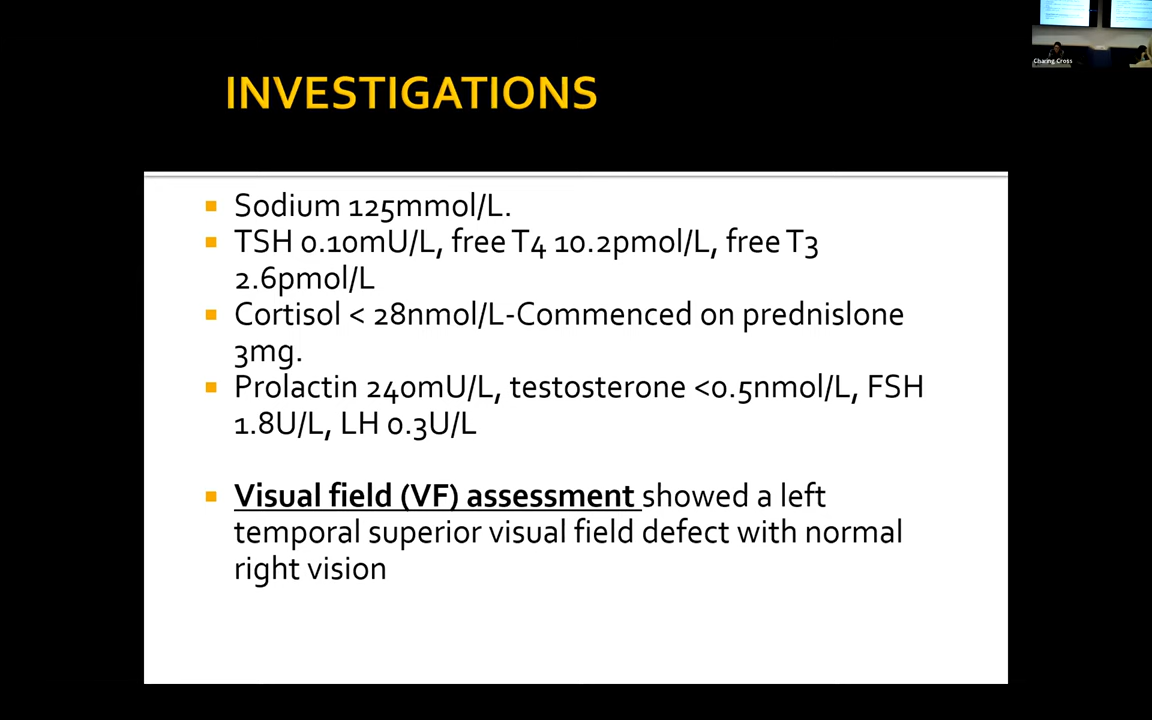 Charing Cross
INVESTIGATIONS
Sodium 125mmol/L.
TSH 0.10mU/L, free T4 10.2pmol/L, free T3
2.6pmol/L
Cortisol < 28nmol/L-Commenced on prednislone
3mg.
Prolactin 240mU/L, testosterone <0.5nmol/L, FSH
1.8U/L, LH 0.3U/L
Visual field (VF) assessment showed a left
temporal superior visual field defect with normal
right vision